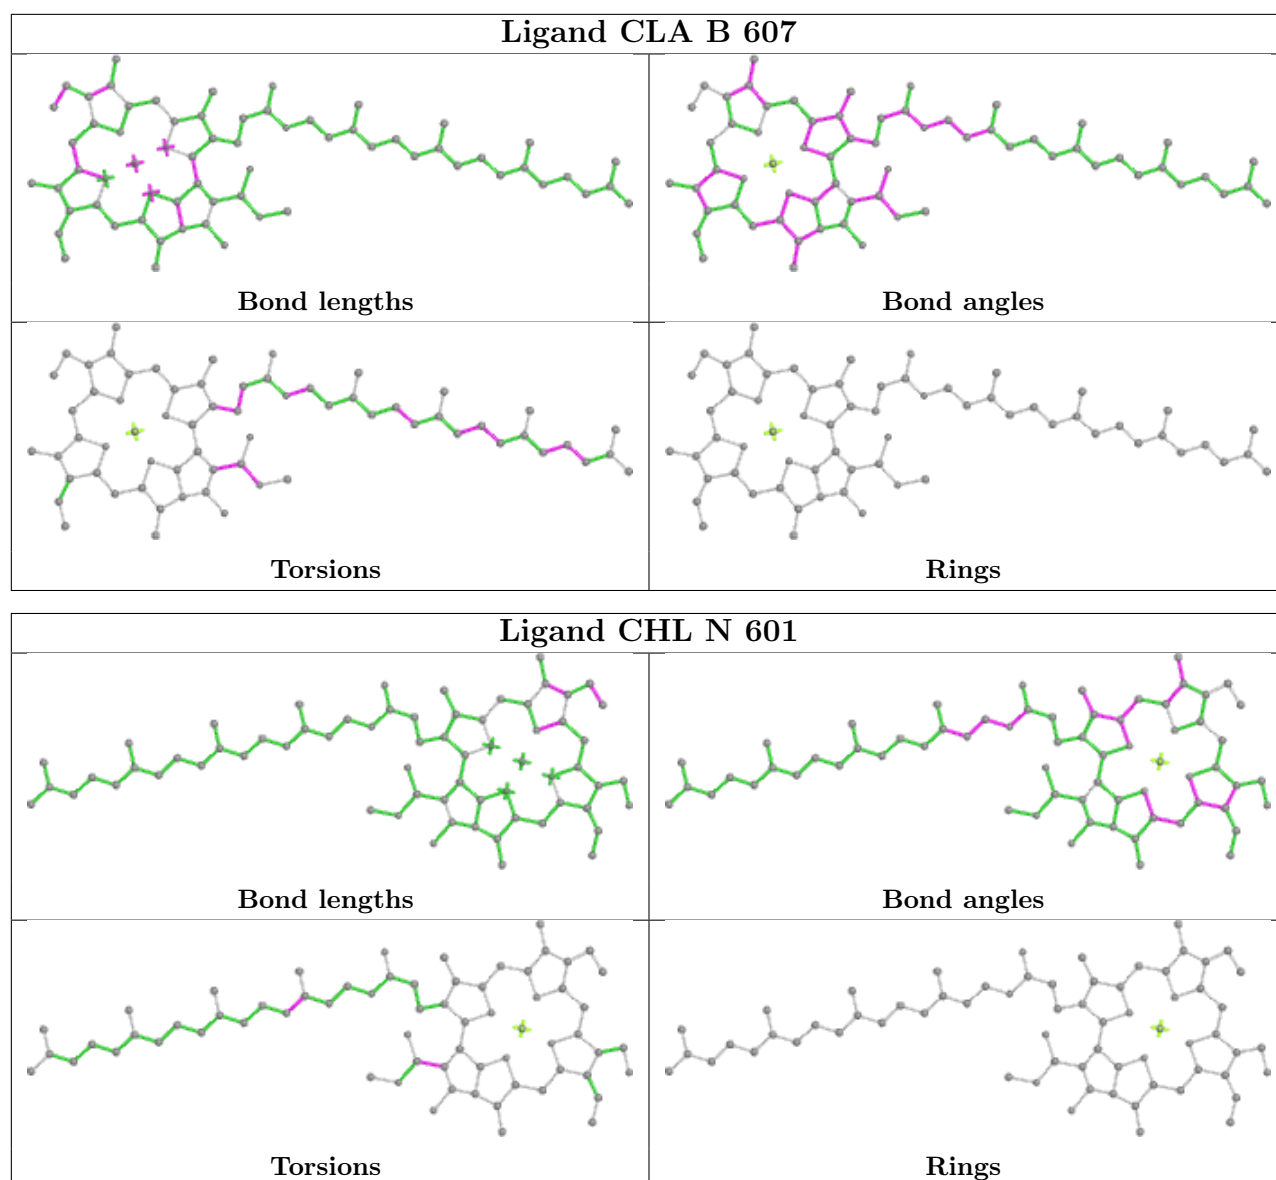 Ligand CLA B 607
Bond lengths
Bond angles
Torsions
Rings
Ligand CHL N 601
Bond lengths
Bond angles
Torsions
Rings